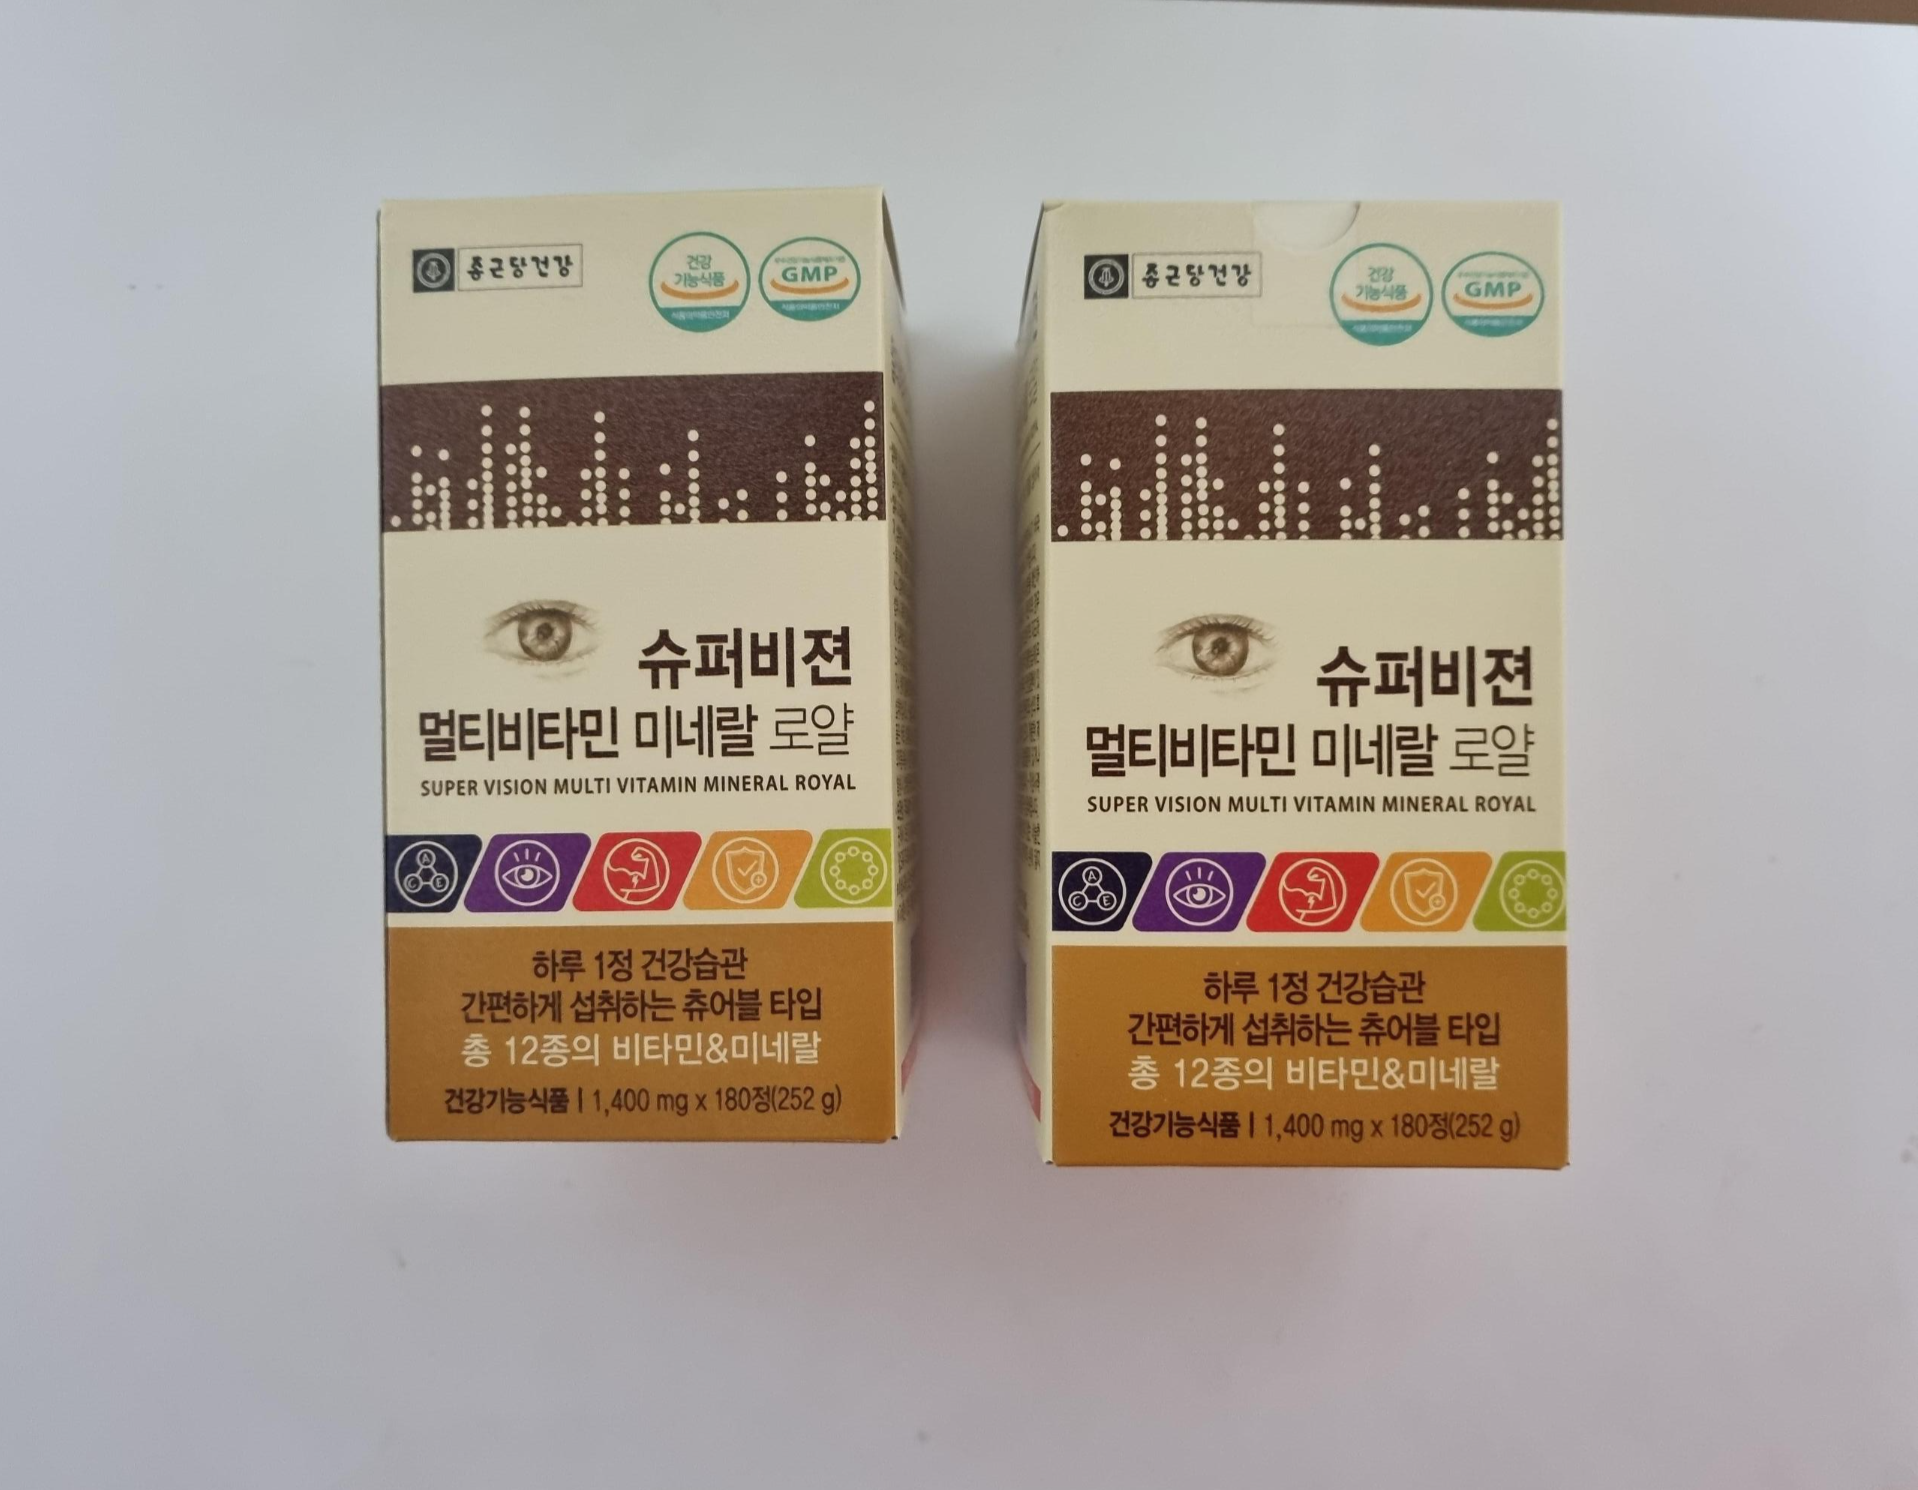 종근당건강
건강
기능식품
GMP
슈퍼비젼
멀티비타민 미네랄 로얄
SUPER VISION MULTI VITAMIN MINERAL ROYAL
A
C E
하루 1정 건강습관
간편하게 섭취하는 츄어블 타입
총 12종의 비타민&미네랄
건강기능식품 | 1,400 mg x 180정(252 g)
종근당건강
건강
기능식품
GMP
슈퍼비젼
멀티비타민 미네랄 로얄
SUPER VISION MULTI VITAMIN MINERAL ROYAL
A
C E
하루 1정 건강습관
간편하게 섭취하는 츄어블 타입
총 12종의 비타민&미네랄
건강기능식품 | 1,400 mg x 180정(252 g)